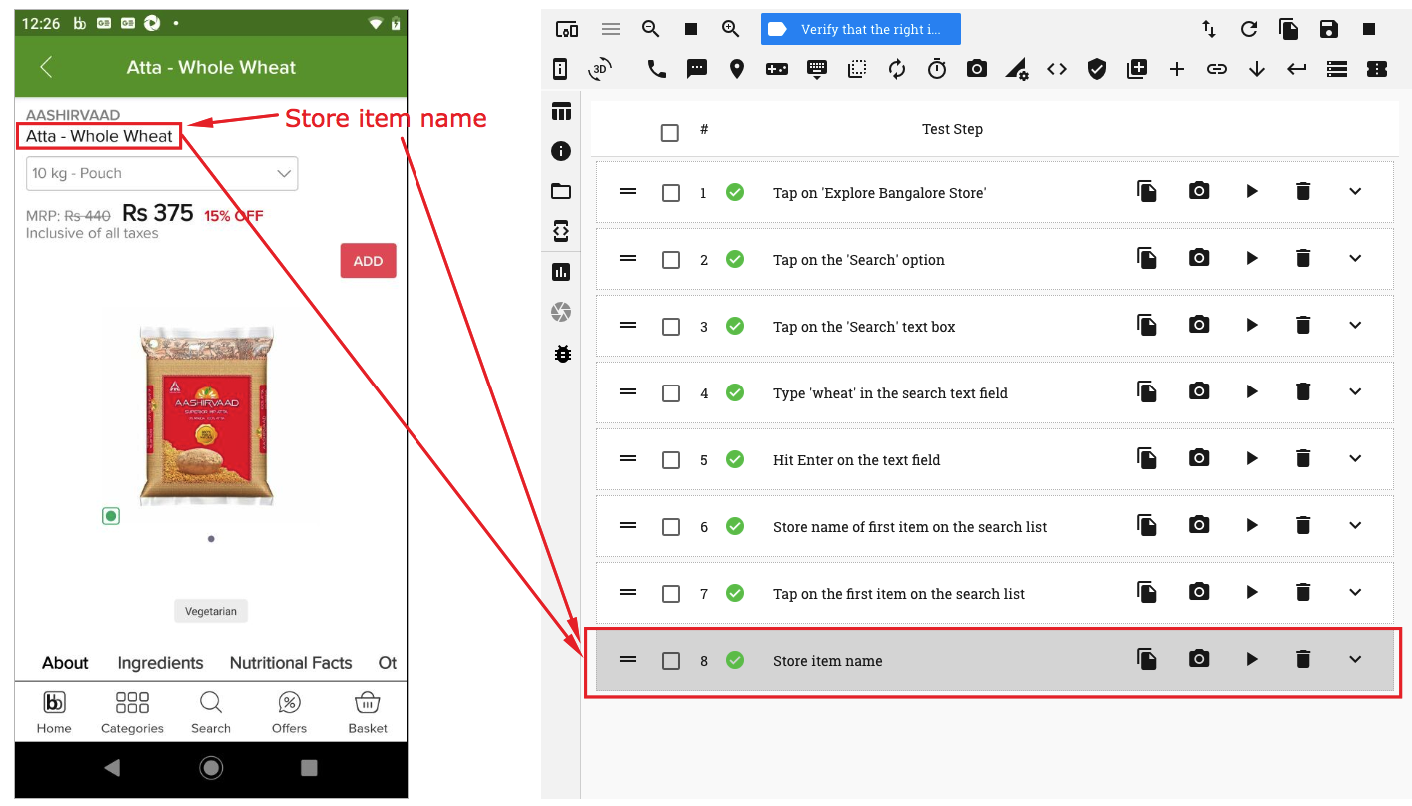 12:26
Atta - Whole Wheat
AASHIRVAAD
Atta - Whole Wheat
Store item name
10 kg - Pouch
MRP: Rs 440 Rs 375 15% OFF
Inclusive of all taxes
ADD
AASHIRVAAD
Vegetarian
About Ingredients Nutritional Facts Ot
Home Categories Search Offers Basket
Verify that the right i...
3D
# Test Step
1 Tap on 'Explore Bangalore Store'
2 Tap on the 'Search' option
3 Tap on the 'Search' text box
4 Type 'wheat' in the search text field
5 Hit Enter on the text field
6 Store name of first item on the search list
7 Tap on the first item on the search list
8 Store item name